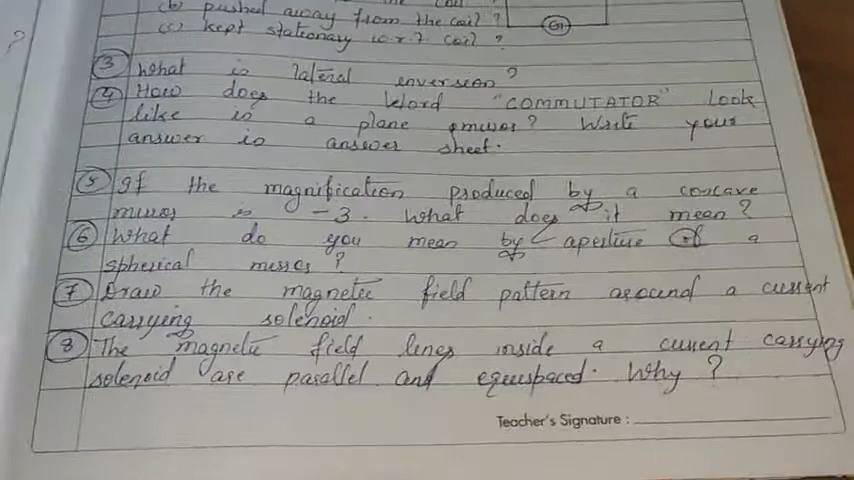 the coil ?
(b) pushed away from the coil ?
G
(c) kept stationary w.r.t. coil ?
3 What is lateral inversion ?
4 How does the word "COMMUTATOR" look
like in a plane mirror ? Write your
answer in answer sheet.
5 If the magnification produced by a concave
mirror is -3. What does it mean ?
6 What do you mean by aperture of a
spherical mirror ?
7 Draw the magnetic field pattern around a current
carrying solenoid.
8 The magnetic field lines inside a current carrying
solenoid are parallel and equispaced. Why ?
Teacher's Signature :